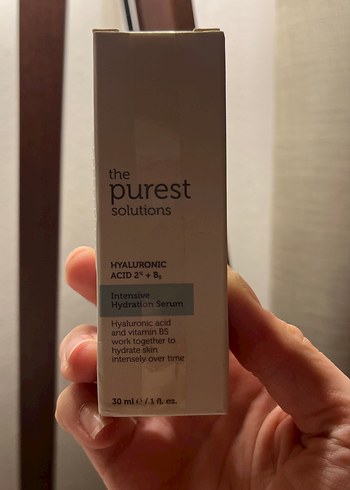 the
purest
solutions
HYALURONIC
ACID 2% + B₅
Intensive
Hydration Serum
Hyaluronic acid
and vitamin B5
work together to
hydrate skin
intensely over time
30 ml ℮ / 1 fl. oz.